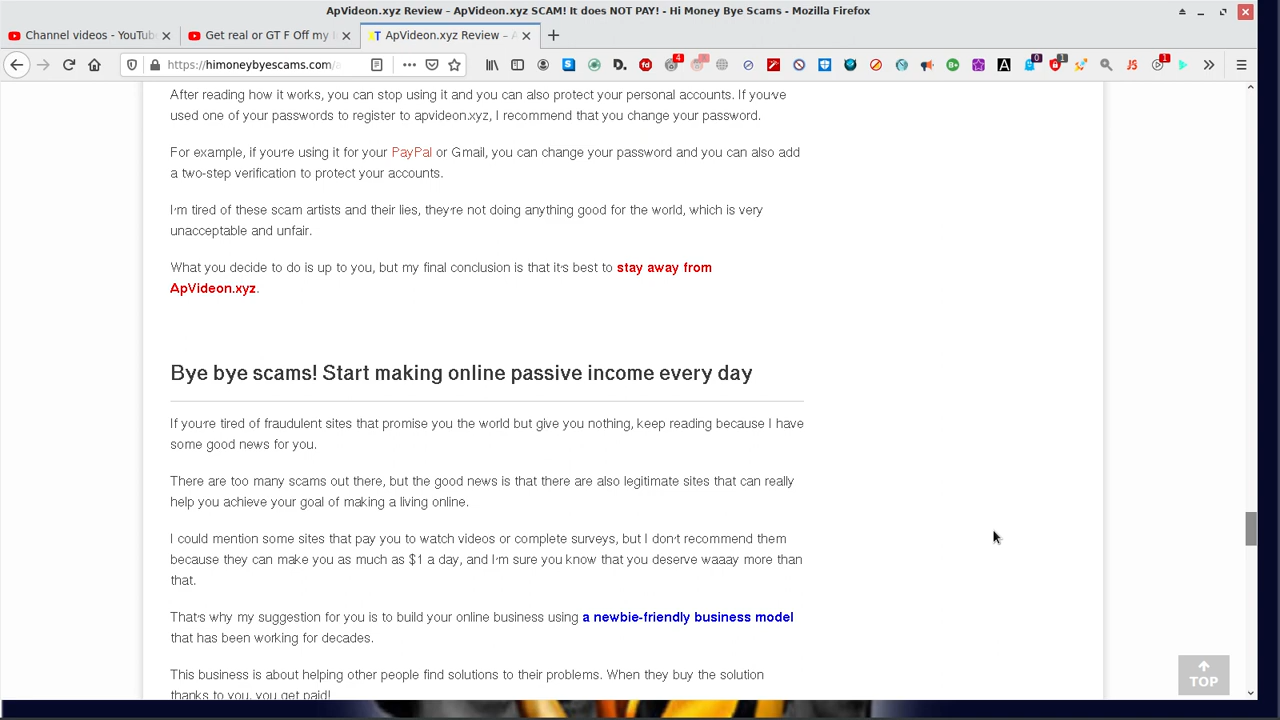 ApVideon.xyz Review - ApVideon.xyz SCAM! It does NOT PAY! - Hi Money Bye Scams - Mozilla Firefox
Channel videos - YouTub
Get real or GT F Off my
ApVideon.xyz Review -
https://himoneybyescams.com/
After reading how it works, you can stop using it and you can also protect your personal accounts. If you've
used one of your passwords to register to apvideon.xyz, I recommend that you change your password.
For example, if you're using it for your PayPal or Gmail, you can change your password and you can also add
a two-step verification to protect your accounts.
I'm tired of these scam artists and their lies, they're not doing anything good for the world, which is very
unacceptable and unfair.
What you decide to do is up to you, but my final conclusion is that it's best to stay away from
ApVideon.xyz.
Bye bye scams! Start making online passive income every day
If you're tired of fraudulent sites that promise you the world but give you nothing, keep reading because I have
some good news for you.
There are too many scams out there, but the good news is that there are also legitimate sites that can really
help you achieve your goal of making a living online.
I could mention some sites that pay you to watch videos or complete surveys, but I don't recommend them
because they can make you as much as $1 a day, and I'm sure you know that you deserve waaay more than
that.
That's why my suggestion for you is to build your online business using a newbie-friendly business model
that has been working for decades.
This business is about helping other people find solutions to their problems. When they buy the solution
thanks to you, you get paid!
TOP